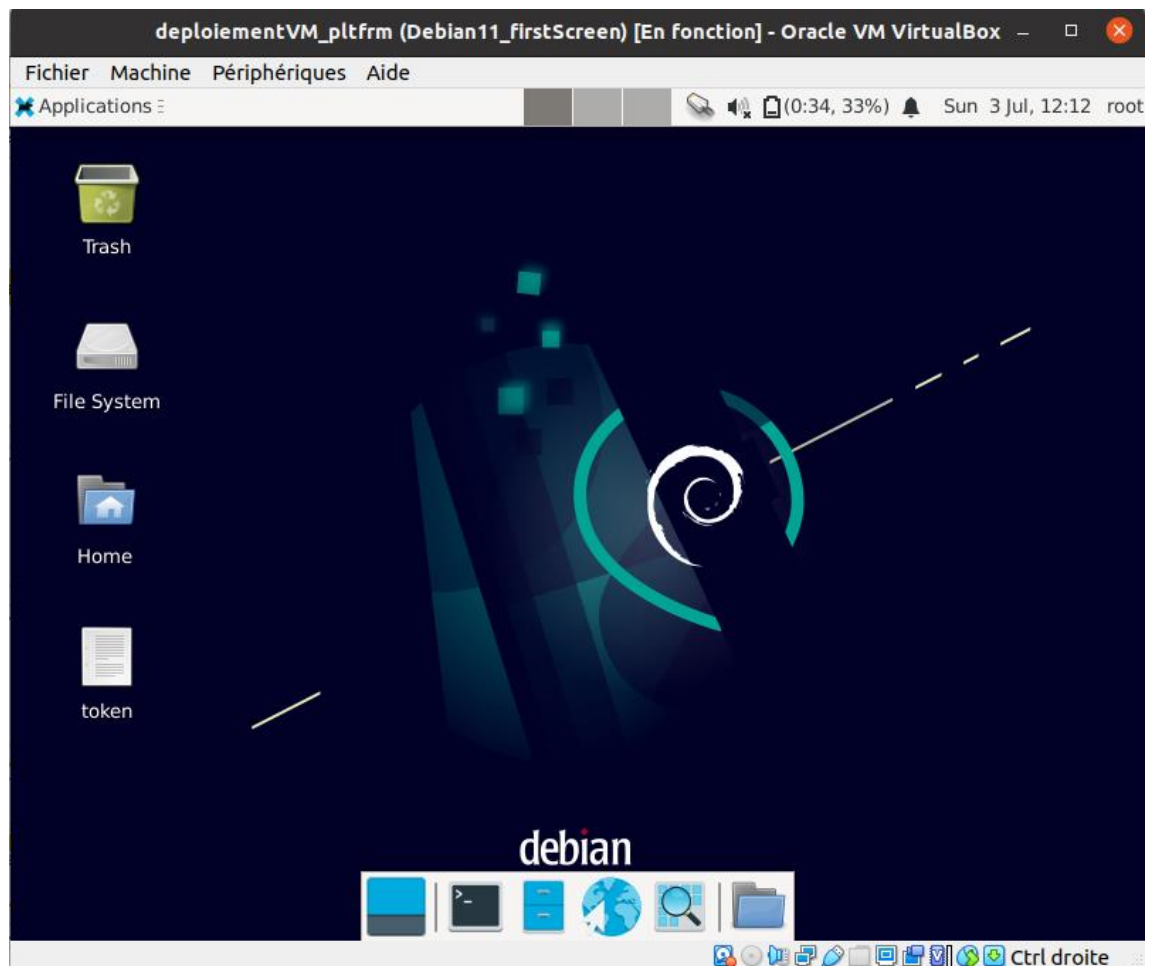 deploiementVM_pltfrm (Debian11_firstScreen) [En fonction] - Oracle VM VirtualBox
Fichier Machine Périphériques Aide
Applications (0:34, 33%) Sun 3 Jul, 12:12 root
Trash
File System
Home
token
debian
>_
Ctrl droite